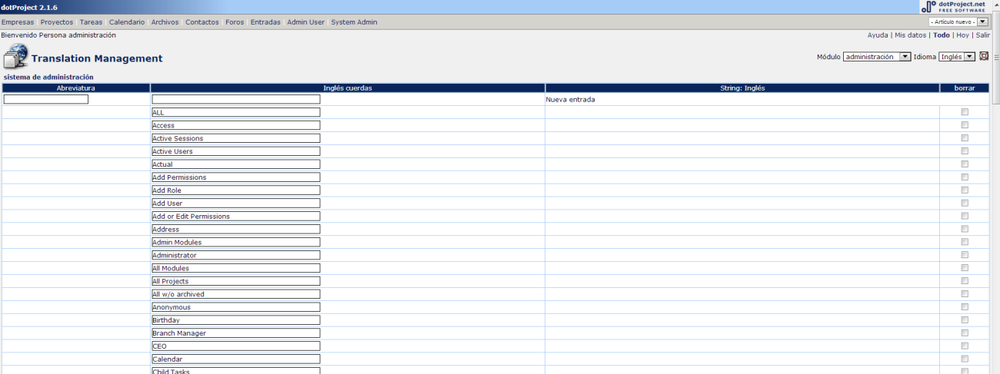 dotProject 2.1.6
dotProject.net
FREE SOFTWARE
Empresas Proyectos Tareas Calendario Archivos Contactos Foros Entradas Admin User System Admin
- Artículo nuevo -
Bienvenido Persona administración
Ayuda | Mis datos | Todo | Hoy | Salir
Translation Management
Módulo administración Idioma Inglés
sistema de administración
Abreviatura Inglés cuerdas String: Inglés borrar
Nueva entrada
ALL
Access
Active Sessions
Active Users
Actual
Add Permissions
Add Role
Add User
Add or Edit Permissions
Address
Admin Modules
Administrator
All Modules
All Projects
All w/o archived
Anonymous
Birthday
Branch Manager
CEO
Calendar
Child Tasks